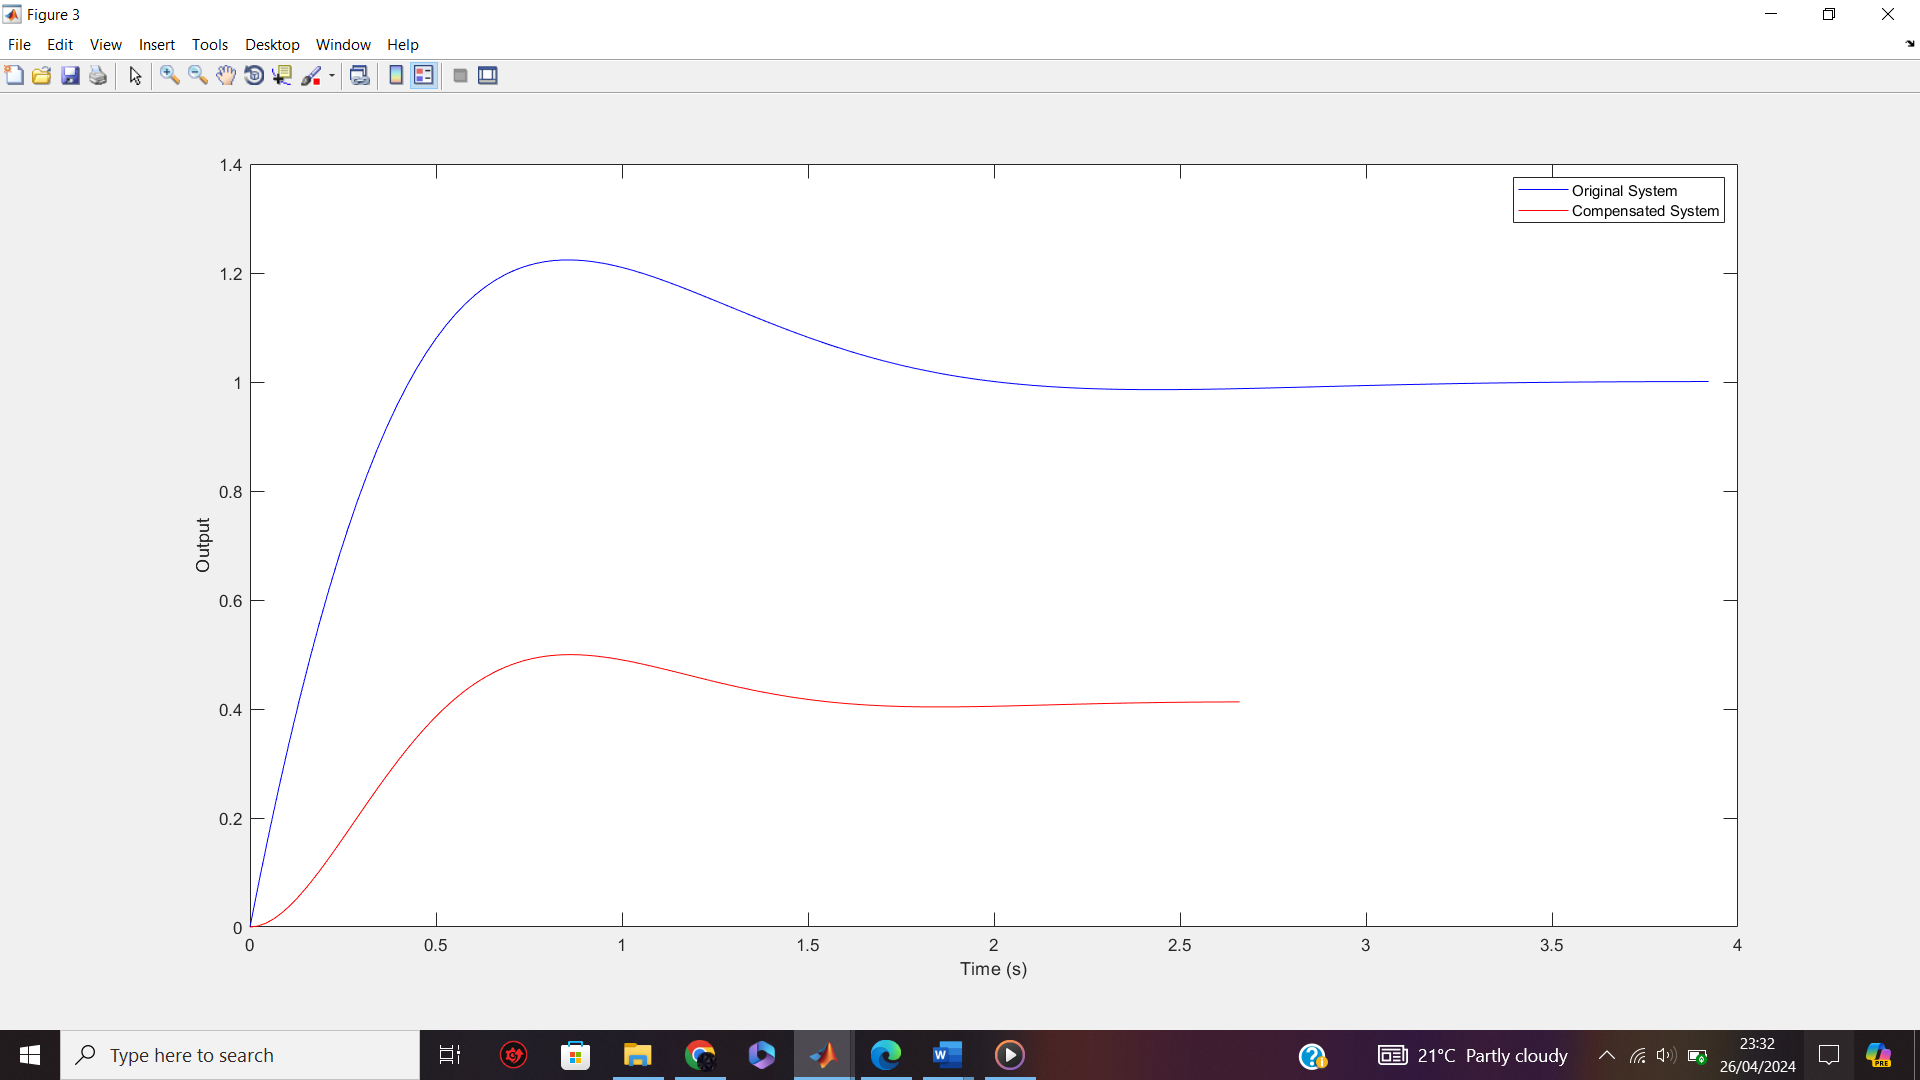 Figure 3
File Edit View Insert Tools Desktop Window Help
Original System
Compensated System
1.4
1.2
1
0.8
0.6
0.4
0.2
0
Output
0 0.5 1 1.5 2 2.5 3 3.5 4
Time (s)
Type here to search
W
21°C Partly cloudy
23:32
26/04/2024
PRE